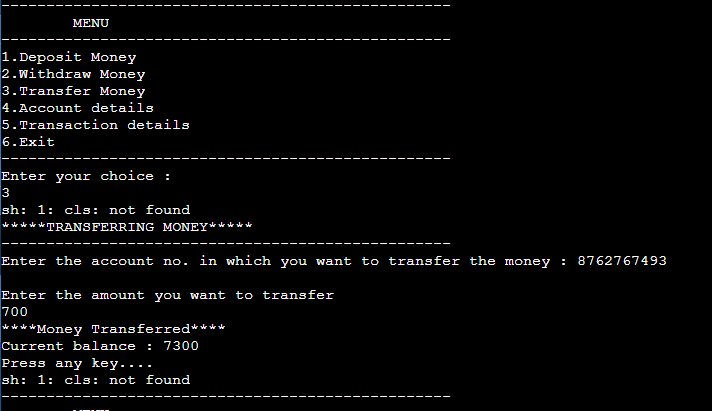 --------------------------------------------------
MENU
--------------------------------------------------
1.Deposit Money
2.Withdraw Money
3.Transfer Money
4.Account details
5.Transaction details
6.Exit
--------------------------------------------------
Enter your choice :
3
sh: 1: cls: not found
*****TRANSFERRING MONEY*****
--------------------------------------------------
Enter the account no. in which you want to transfer the money : 8762767493
Enter the amount you want to transfer
700
****Money Transferred****
Current balance : 7300
Press any key....
sh: 1: cls: not found
--------------------------------------------------